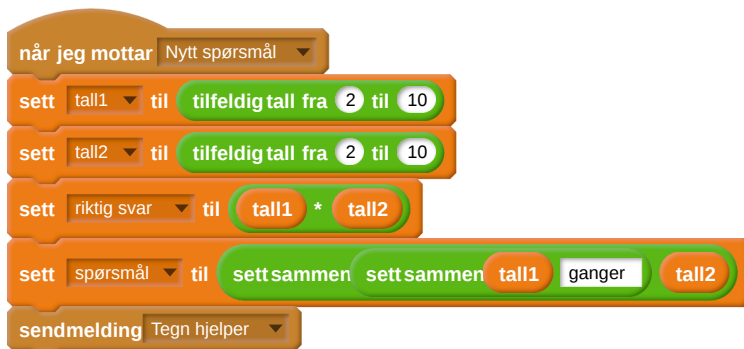 når jeg mottar Nytt spørsmål
sett tall1 til tilfeldig tall fra 2 til 10
sett tall2 til tilfeldig tall fra 2 til 10
sett riktig svar til tall1 * tall2
sett spørsmål til sett sammen sett sammen tall1 ganger tall2
sendmelding Tegn hjelper